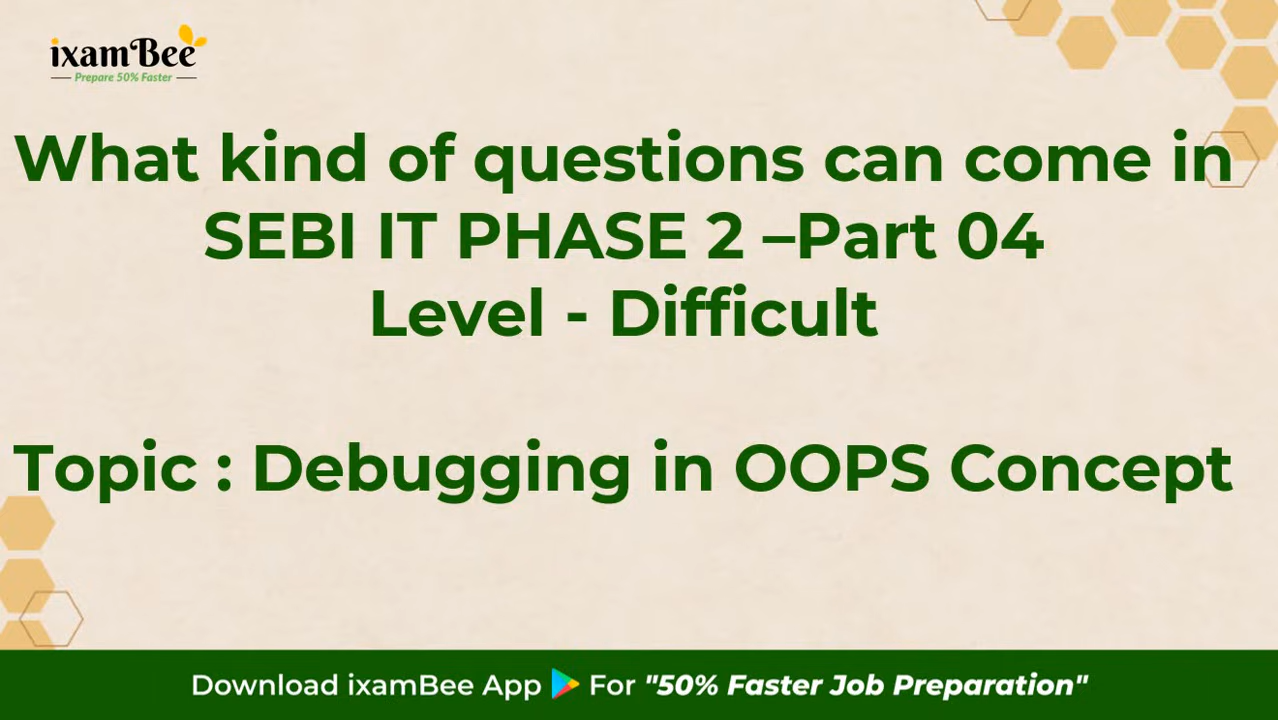 ixamBee
Prepare 50% Faster
What kind of questions can come in
SEBI IT PHASE 2 –Part 04
Level - Difficult
Topic : Debugging in OOPS Concept
Download ixamBee App For "50% Faster Job Preparation"